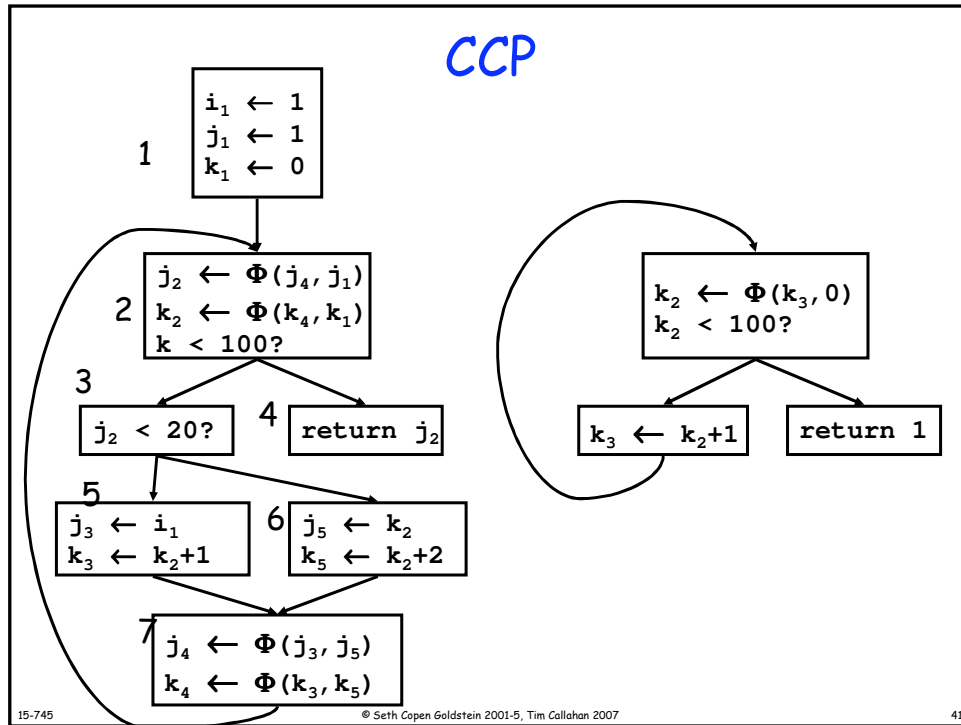 CCP
1
i₁ ← 1
j₁ ← 1
k₁ ← 0
2
j₂ ← Φ(j₄,j₁)
k₂ ← Φ(k₄,k₁)
k < 100?
3
j₂ < 20?
4
return j₂
5
j₃ ← i₁
k₃ ← k₂+1
6
j₅ ← k₂
k₅ ← k₂+2
7
j₄ ← Φ(j₃,j₅)
k₄ ← Φ(k₃,k₅)
k₂ ← Φ(k₃,0)
k₂ < 100?
k₃ ← k₂+1
return 1
15-745
© Seth Copen Goldstein 2001-5, Tim Callahan 2007
41